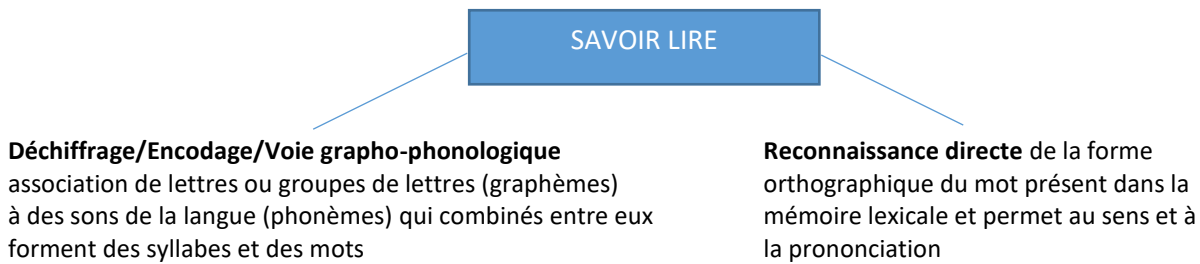 SAVOIR LIRE
Déchiffrage/Encodage/Voie grapho-phonologique
association de lettres ou groupes de lettres (graphèmes)
à des sons de la langue (phonèmes) qui combinés entre eux
forment des syllabes et des mots
Reconnaissance directe de la forme
orthographique du mot présent dans la
mémoire lexicale et permet au sens et à
la prononciation